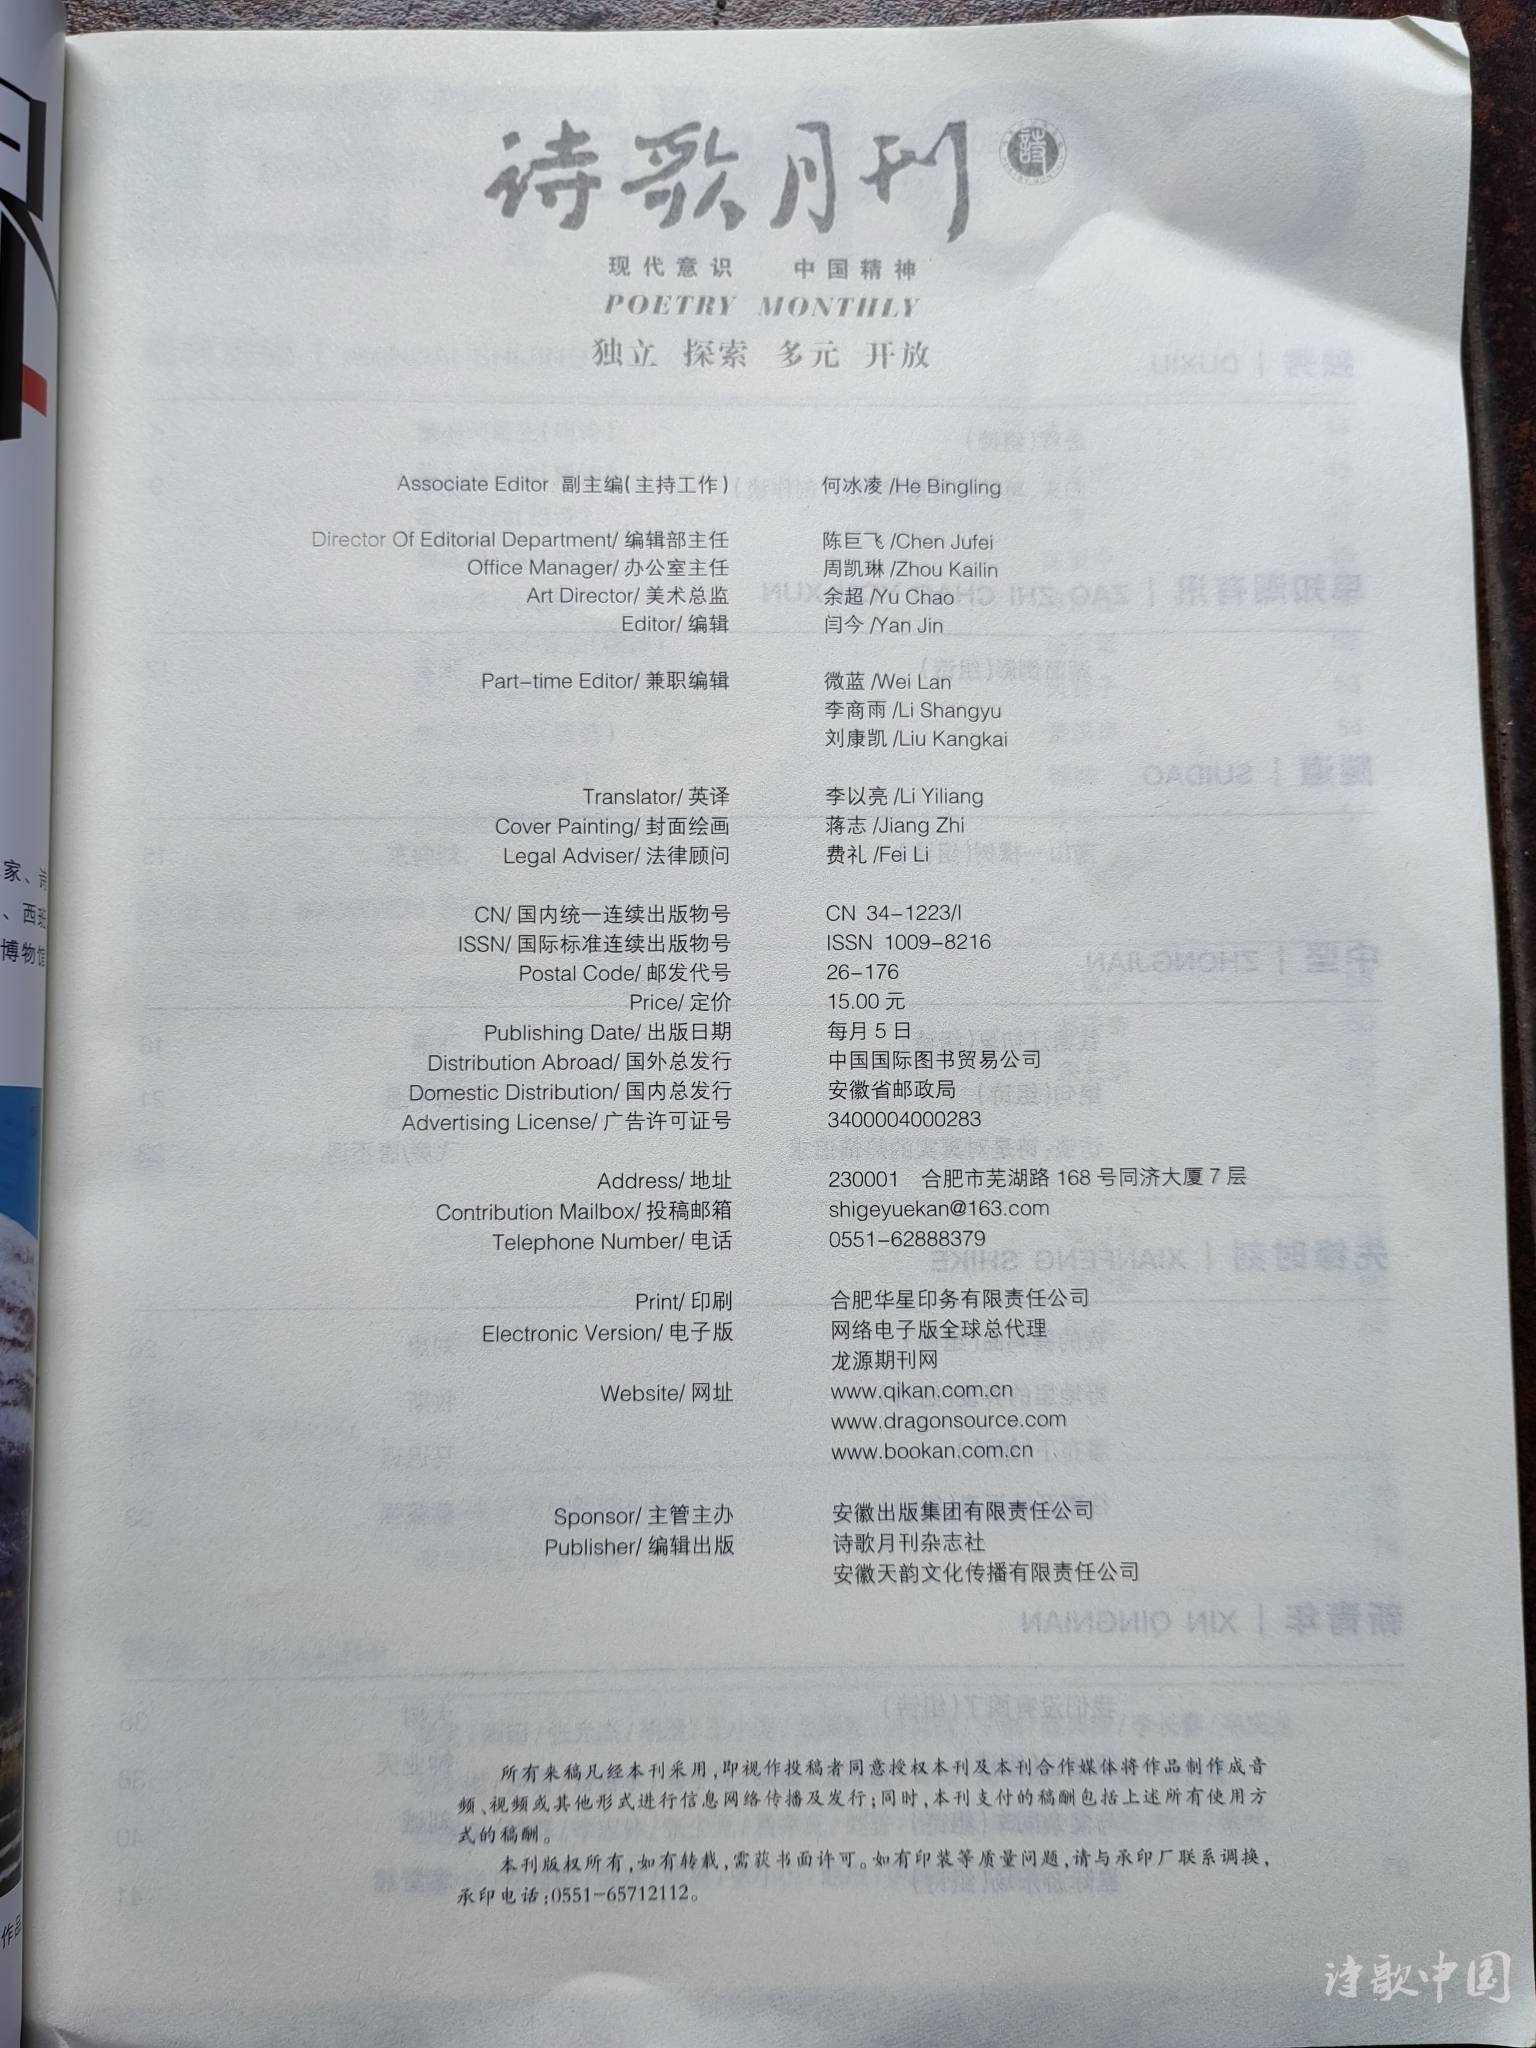 诗歌月刊
詩
现代意识 中国精神
POETRY MONTHLY
独立 探索 多元 开放
Associate Editor 副主编(主持工作) 何冰凌/He Bingling
Director Of Editorial Department/编辑部主任 陈巨飞/Chen Jufei
Office Manager/办公室主任 周凯琳/Zhou Kailin
Art Director/美术总监 余超/Yu Chao
Editor/编辑 闫今/Yan Jin
Part-time Editor/兼职编辑 微蓝/Wei Lan
李商雨/Li Shangyu
刘康凯/Liu Kangkai
Translator/英译 李以亮/Li Yiliang
Cover Painting/封面绘画 蒋志/Jiang Zhi
Legal Adviser/法律顾问 费礼/Fei Li
CN/国内统一连续出版物号 CN 34-1223/I
ISSN/国际标准连续出版物号 ISSN 1009-8216
Postal Code/邮发代号 26-176
Price/定价 15.00元
Publishing Date/出版日期 每月5日
Distribution Abroad/国外总发行 中国国际图书贸易公司
Domestic Distribution/国内总发行 安徽省邮政局
Advertising License/广告许可证号 3400004000283
Address/地址 230001 合肥市芜湖路168号同济大厦7层
Contribution Mailbox/投稿邮箱 shigeyuekan@163.com
Telephone Number/电话 0551-62888379
Print/印刷 合肥华星印务有限责任公司
Electronic Version/电子版 网络电子版全球总代理
龙源期刊网
Website/网址 www.qikan.com.cn
www.dragonsource.com
www.bookan.com.cn
Sponsor/主管主办 安徽出版集团有限责任公司
Publisher/编辑出版 诗歌月刊杂志社
安徽天韵文化传播有限责任公司
所有来稿凡经本刊采用,即视作投稿者同意授权本刊及本刊合作媒体将作品制作成音
频、视频或其他形式进行信息网络传播及发行;同时,本刊支付的稿酬包括上述所有使用方
式的稿酬。
本刊版权所有,如有转载,需获书面许可。如有印装等质量问题,请与承印厂联系调换,
承印电话:0551-65712112。
家、诗
、西班
博物馆
作品
诗歌中国